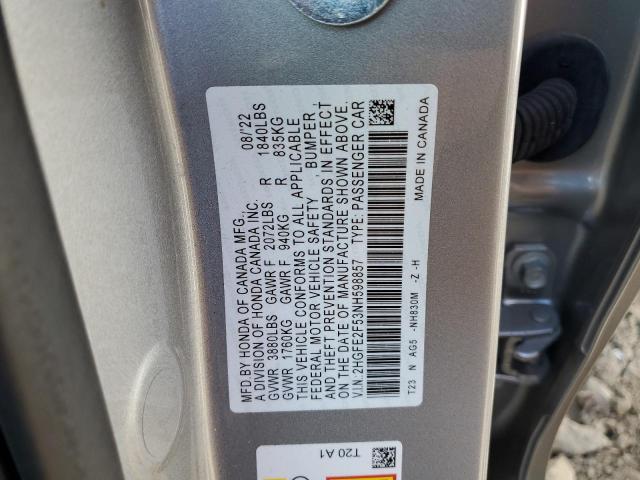 MFD.BY HONDA OF CANADA MFG., 08/'22
A DIVISION OF HONDA CANADA INC.
GVWR 3880LBS GAWR F 2072LBS R 1840LBS
GVWR 1760KG GAWR F 940KG R 835KG
THIS VEHICLE CONFORMS TO ALL APPLICABLE
FEDERAL MOTOR VEHICLE SAFETY, BUMPER,
AND THEFT PREVENTION STANDARDS IN EFFECT
ON THE DATE OF MANUFACTURE SHOWN ABOVE.
V.I.N.:2HGFE2F53NH598857 TYPE: PASSENGER CAR
T23 N AG5 -NH830M -Z -H
MADE IN CANADA
T20 A1